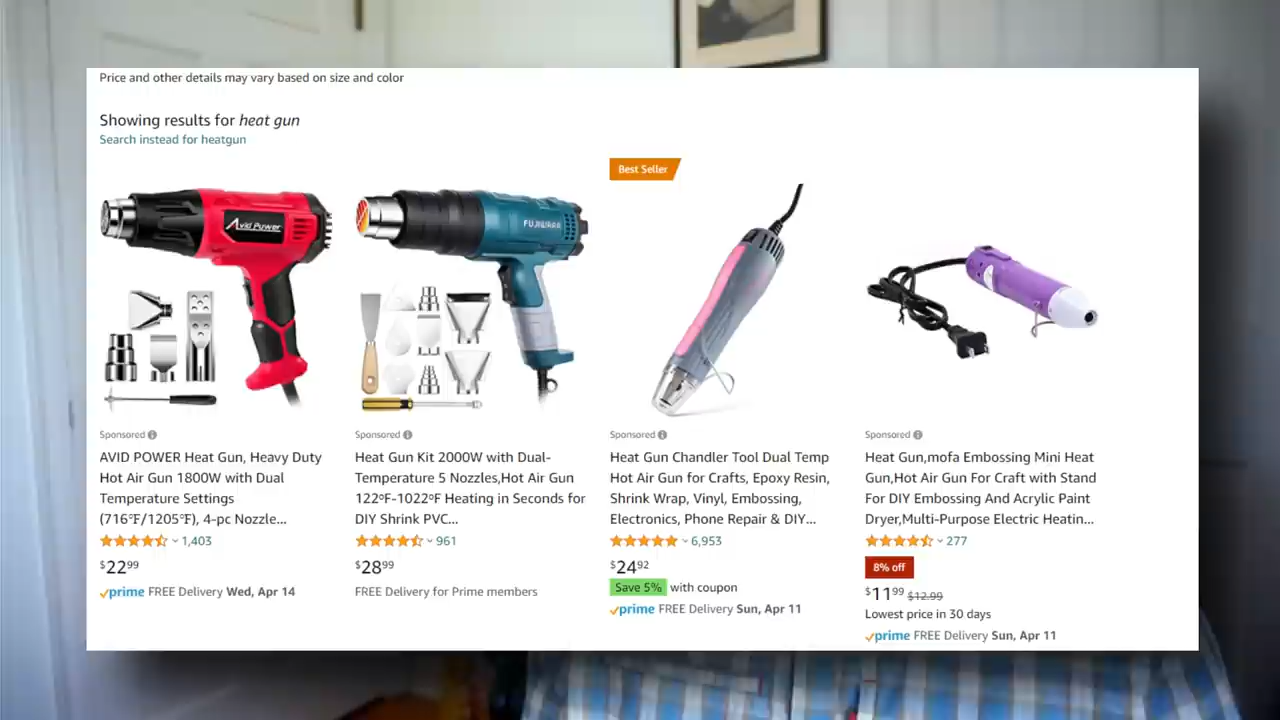 Price and other details may vary based on size and color
Showing results for heat gun
Search instead for heatgun
Best Seller
Avid Power
FUJIWARA
Sponsored
AVID POWER Heat Gun, Heavy Duty
Hot Air Gun 1800W with Dual
Temperature Settings
(716℉/1205℉), 4-pc Nozzle...
1,403
$22⁹⁹
prime FREE Delivery Wed, Apr 14
Sponsored
Heat Gun Kit 2000W with Dual-
Temperature 5 Nozzles,Hot Air Gun
122ºF-1022ºF Heating in Seconds for
DIY Shrink PVC...
961
$28⁹⁹
FREE Delivery for Prime members
Sponsored
Heat Gun Chandler Tool Dual Temp
Hot Air Gun for Crafts, Epoxy Resin,
Shrink Wrap, Vinyl, Embossing,
Electronics, Phone Repair & DIY...
6,953
$24⁹²
Save 5% with coupon
prime FREE Delivery Sun, Apr 11
Sponsored
Heat Gun,mofa Embossing Mini Heat
Gun,Hot Air Gun For Craft with Stand
For DIY Embossing And Acrylic Paint
Dryer,Multi-Purpose Electric Heatin...
277
8% off
$11⁹⁹ $12.99
Lowest price in 30 days
prime FREE Delivery Sun, Apr 11